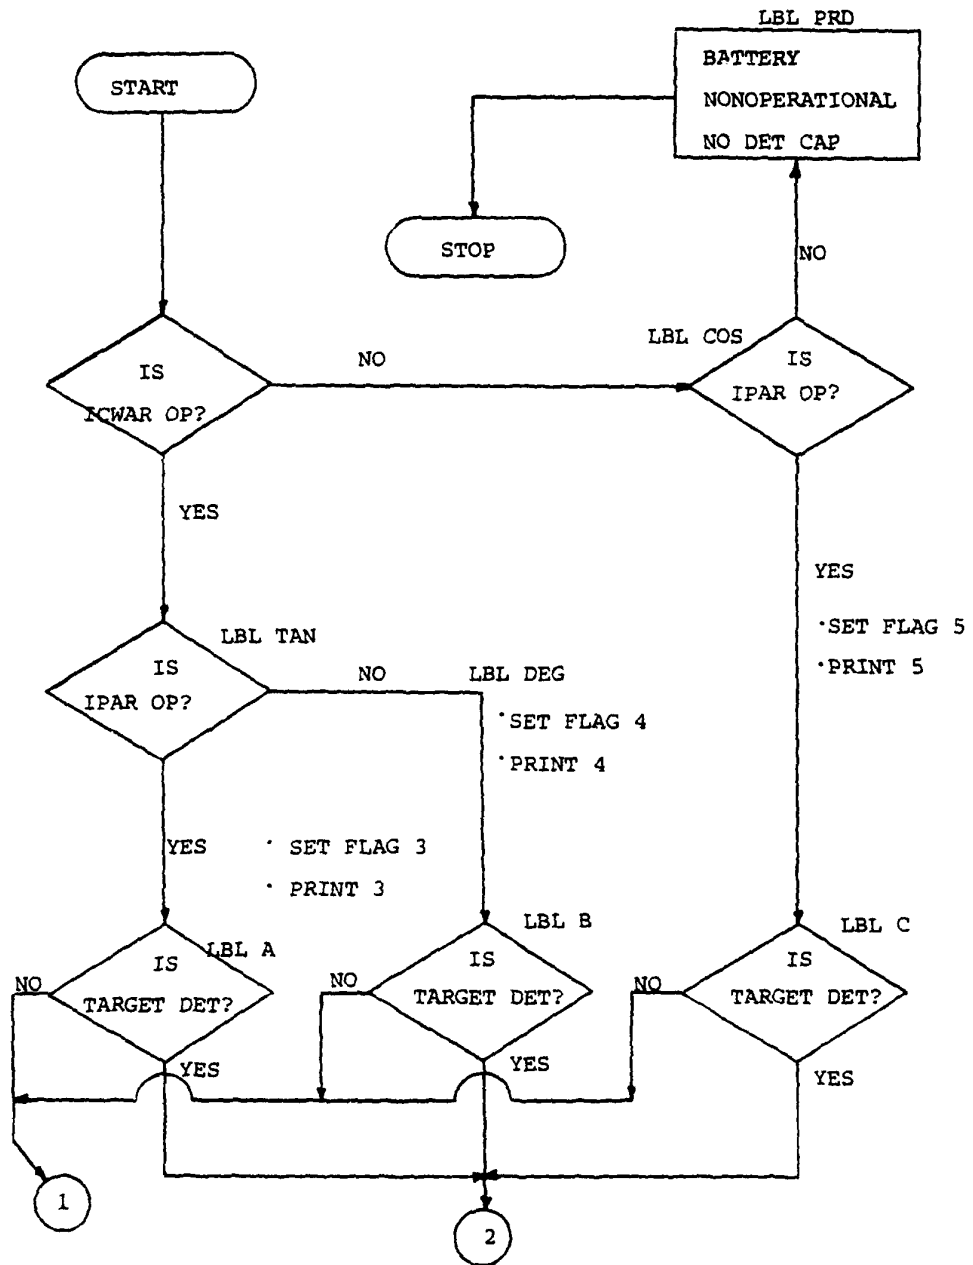 LBL PRD
BATTERY
NONOPERATIONAL
NO DET CAP
START
STOP
NO
LBL COS
IS
ICWAR OP?
NO
IS
IPAR OP?
YES
YES
·SET FLAG 5
·PRINT 5
LBL TAN
IS
IPAR OP?
NO
LBL DEG
·SET FLAG 4
·PRINT 4
YES
· SET FLAG 3
· PRINT 3
LBL A
IS
TARGET DET?
NO
YES
LBL B
IS
TARGET DET?
NO
YES
LBL C
IS
TARGET DET?
NO
YES
1
2